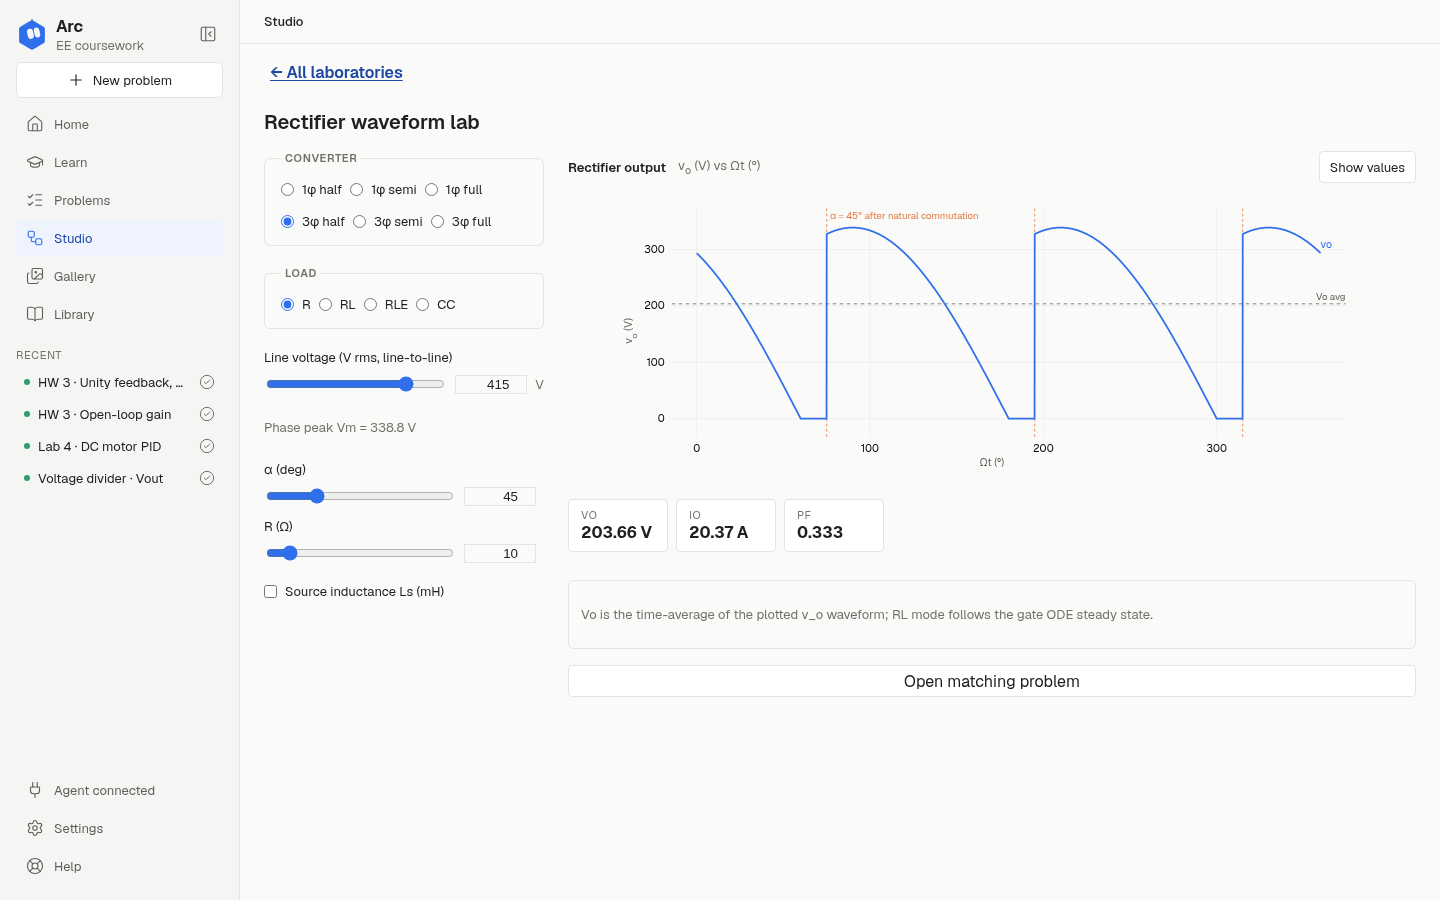 Arc
EE coursework
New problem
Home
Learn
Problems
Studio
Gallery
Library
RECENT
HW 3 · Unity feedback, …
HW 3 · Open-loop gain
Lab 4 · DC motor PID
Voltage divider · Vout
Agent connected
Settings
Help
Studio
← All laboratories
Rectifier waveform lab
CONVERTER
1φ half 1φ semi 1φ full
3φ half 3φ semi 3φ full
LOAD
R RL RLE CC
Line voltage (V rms, line-to-line)
415 V
Phase peak Vm = 338.8 V
α (deg)
45
R (Ω)
10
Source inductance Ls (mH)
Rectifier output v_o (V) vs Ωt (°)
Show values
α = 45° after natural commutation
vo
Vo avg
300
200
100
0
v_o (V)
0 100 200 300
Ωt (°)
VO
203.66 V
IO
20.37 A
PF
0.333
Vo is the time-average of the plotted v_o waveform; RL mode follows the gate ODE steady state.
Open matching problem